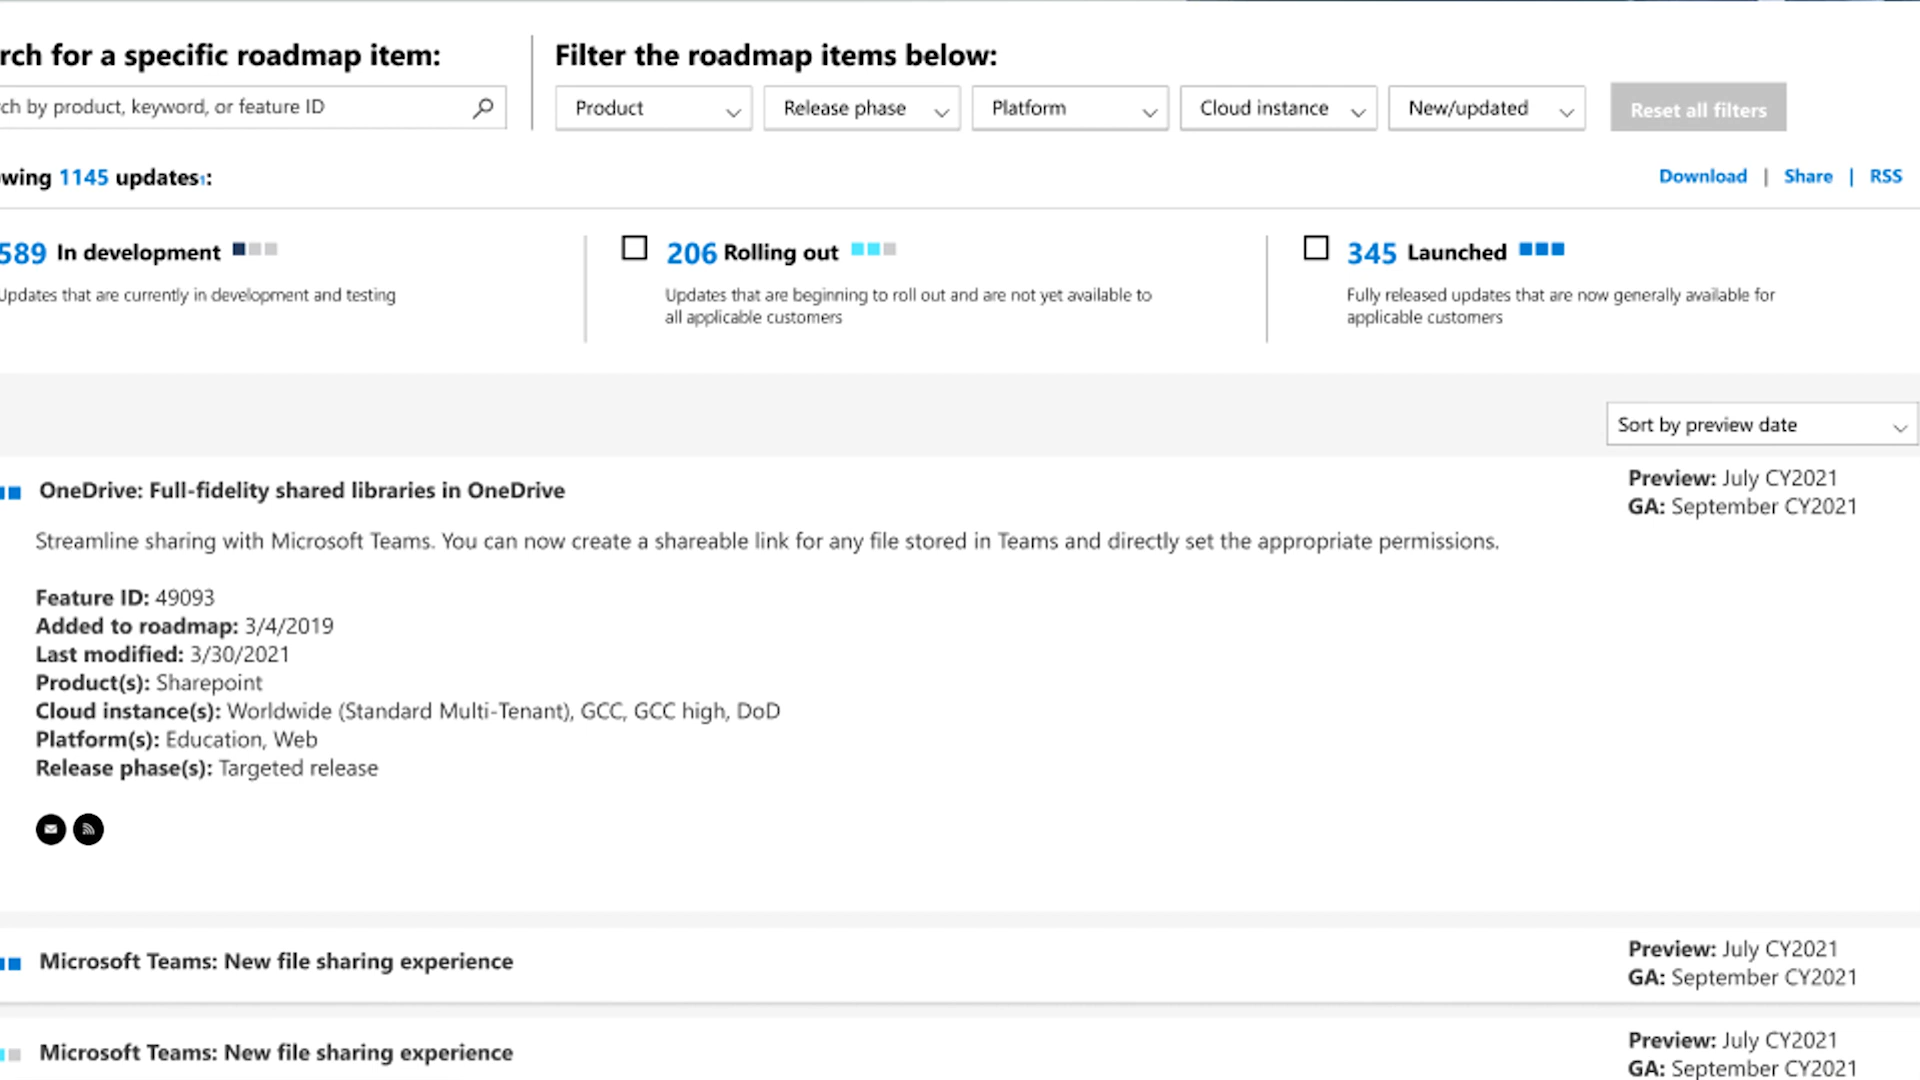 rch for a specific roadmap item:
Filter the roadmap items below:
ch by product, keyword, or feature ID
Product
Release phase
Platform
Cloud instance
New/updated
Reset all filters
wing 1145 updates1:
Download | Share | RSS
589 In development
Updates that are currently in development and testing
206 Rolling out
Updates that are beginning to roll out and are not yet available to
all applicable customers
345 Launched
Fully released updates that are now generally available for
applicable customers
Sort by preview date
OneDrive: Full-fidelity shared libraries in OneDrive
Preview: July CY2021
GA: September CY2021
Streamline sharing with Microsoft Teams. You can now create a shareable link for any file stored in Teams and directly set the appropriate permissions.
Feature ID: 49093
Added to roadmap: 3/4/2019
Last modified: 3/30/2021
Product(s): Sharepoint
Cloud instance(s): Worldwide (Standard Multi-Tenant), GCC, GCC high, DoD
Platform(s): Education, Web
Release phase(s): Targeted release
Microsoft Teams: New file sharing experience
Preview: July CY2021
GA: September CY2021
Microsoft Teams: New file sharing experience
Preview: July CY2021
GA: September CY2021